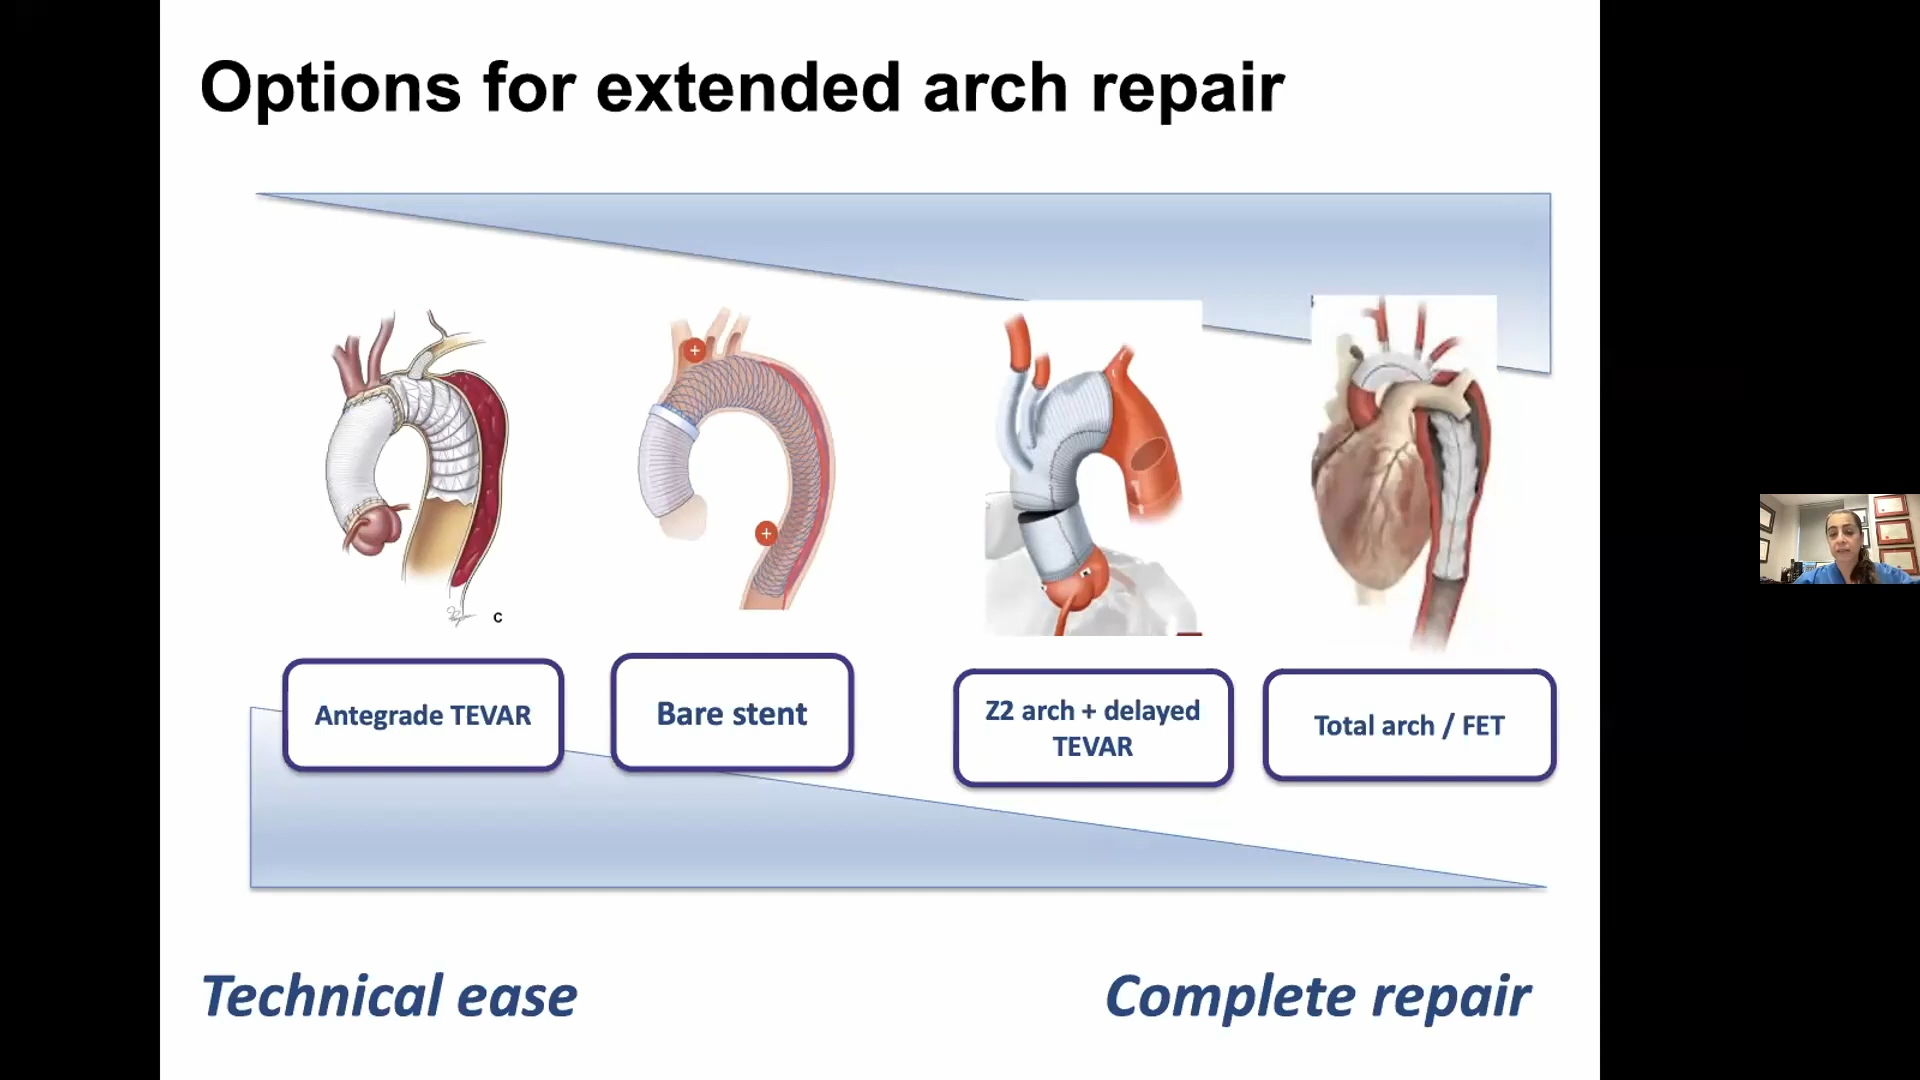 Options for extended arch repair
+
+
C
Antegrade TEVAR
Bare stent
Z2 arch + delayed
TEVAR
Total arch / FET
Technical ease
Complete repair